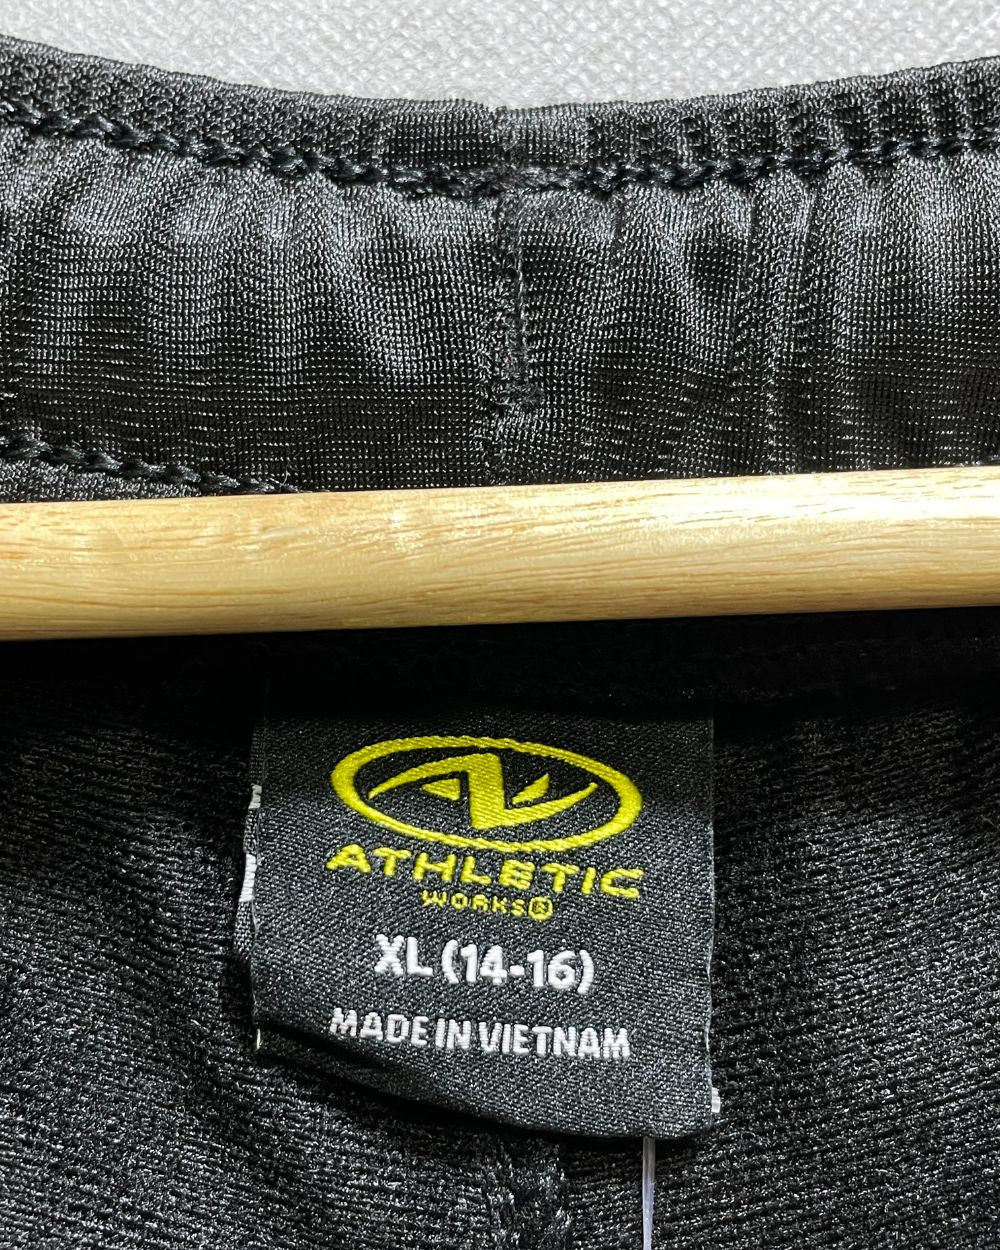 ATHLETIC
WORKS®
XL (14-16)
MADE IN VIETNAM